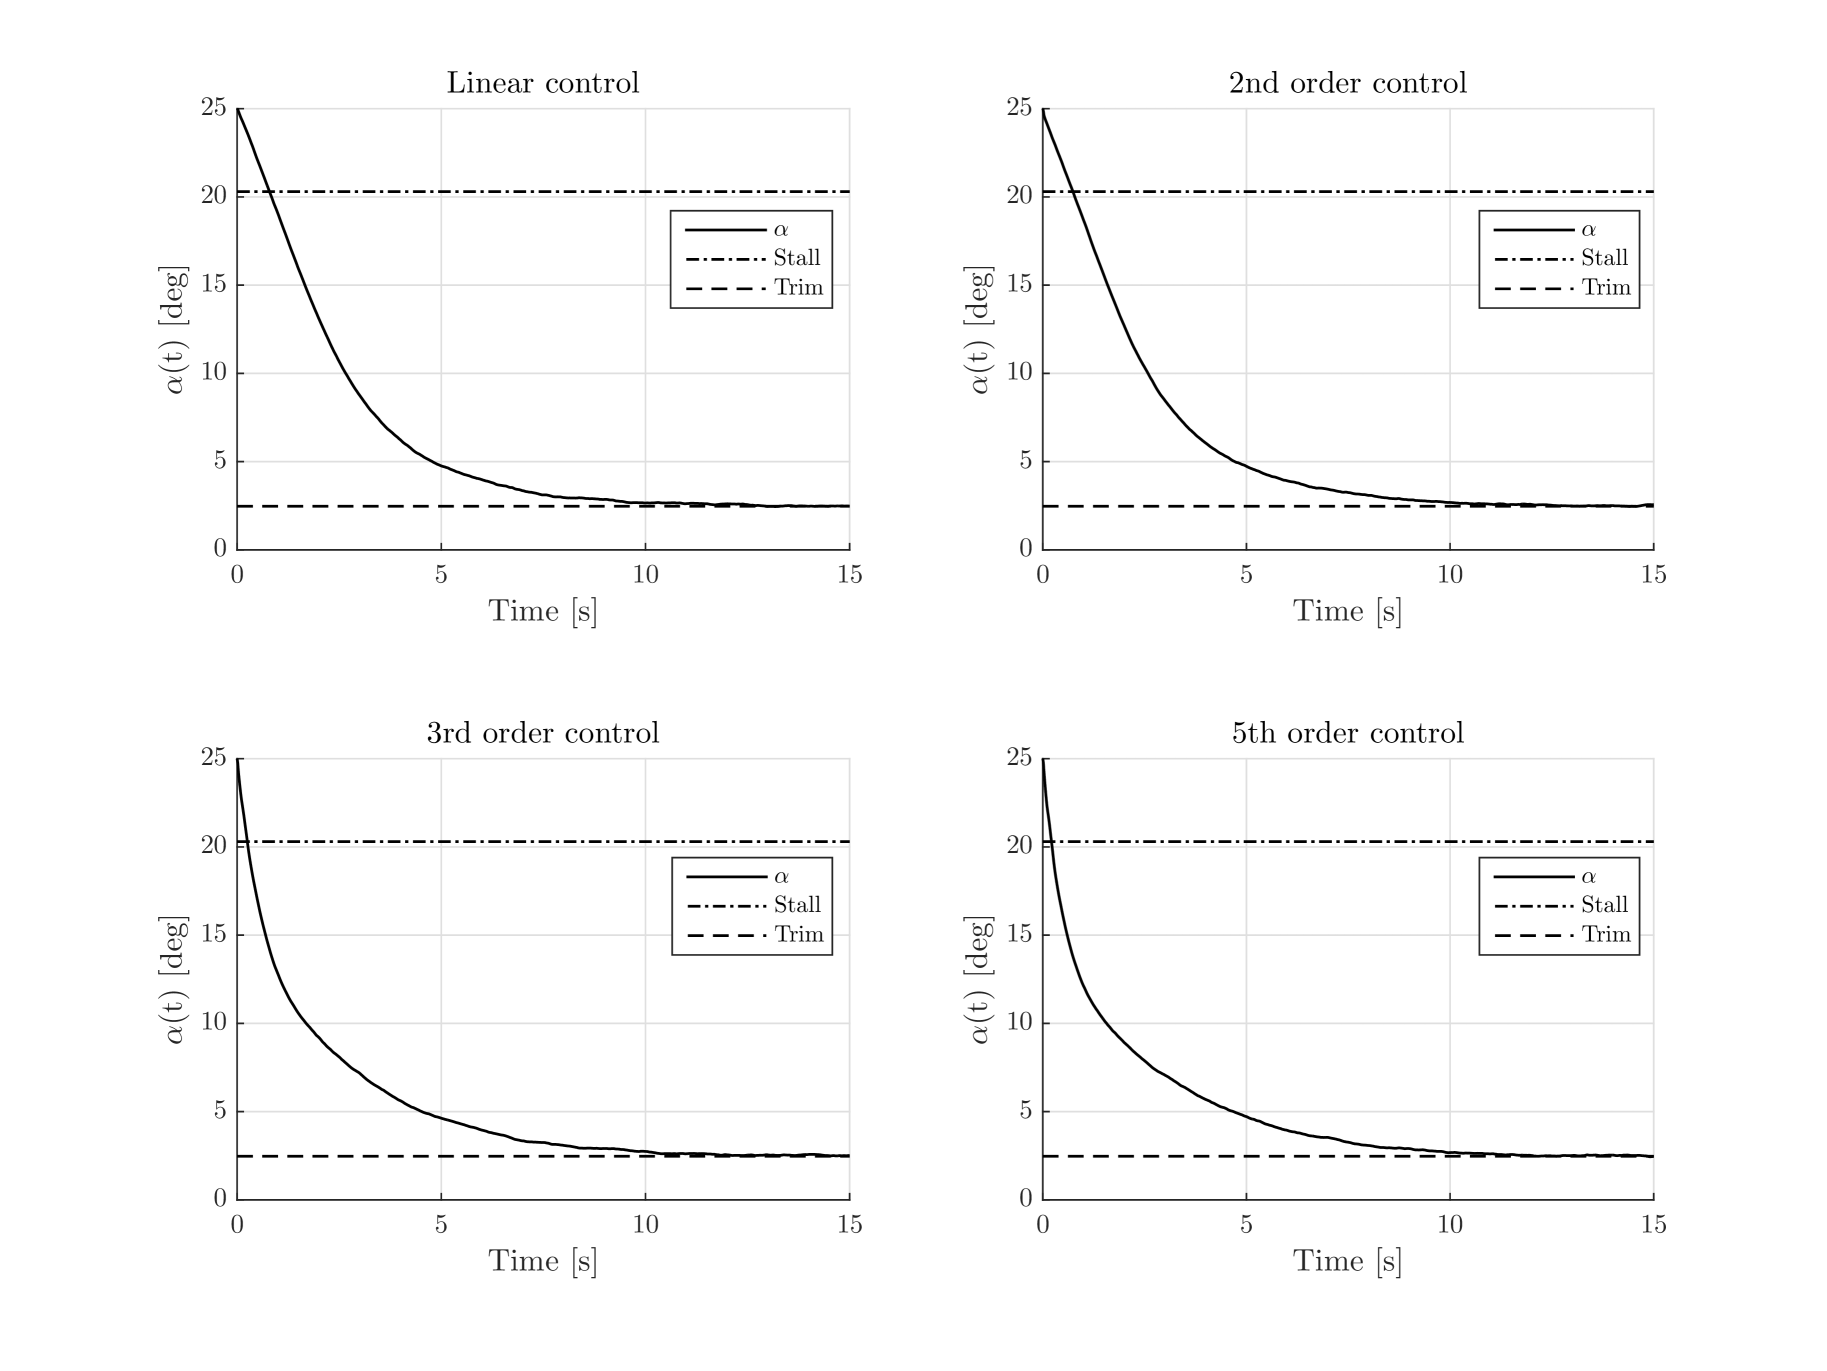 Linear control
25
20
15
10
5
0
α(t) [deg]
α
Stall
Trim
0 5 10 15
Time [s]
2nd order control
25
20
15
10
5
0
α(t) [deg]
α
Stall
Trim
0 5 10 15
Time [s]
3rd order control
25
20
15
10
5
0
α(t) [deg]
α
Stall
Trim
0 5 10 15
Time [s]
5th order control
25
20
15
10
5
0
α(t) [deg]
α
Stall
Trim
0 5 10 15
Time [s]